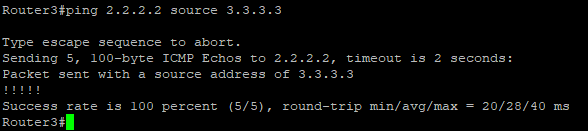 Router3#ping 2.2.2.2 source 3.3.3.3
Type escape sequence to abort.
Sending 5, 100-byte ICMP Echos to 2.2.2.2, timeout is 2 seconds:
Packet sent with a source address of 3.3.3.3
!!!!!
Success rate is 100 percent (5/5), round-trip min/avg/max = 20/28/40 ms
Router3#